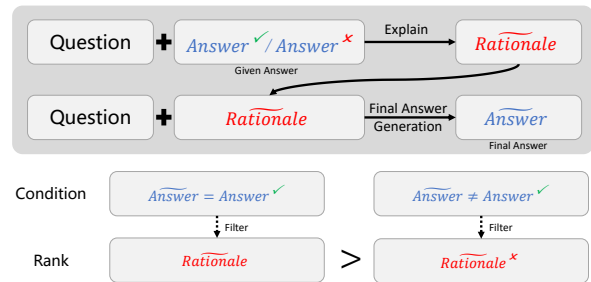 Question + Answer ✓ / Answer ✗ Explain Rationale
Given Answer
Question + Rationale Final Answer Generation Answer
Final Answer
Condition Answer = Answer ✓ Answer ≠ Answer ✓
Filter Filter
Rank Rationale > Rationale ✗